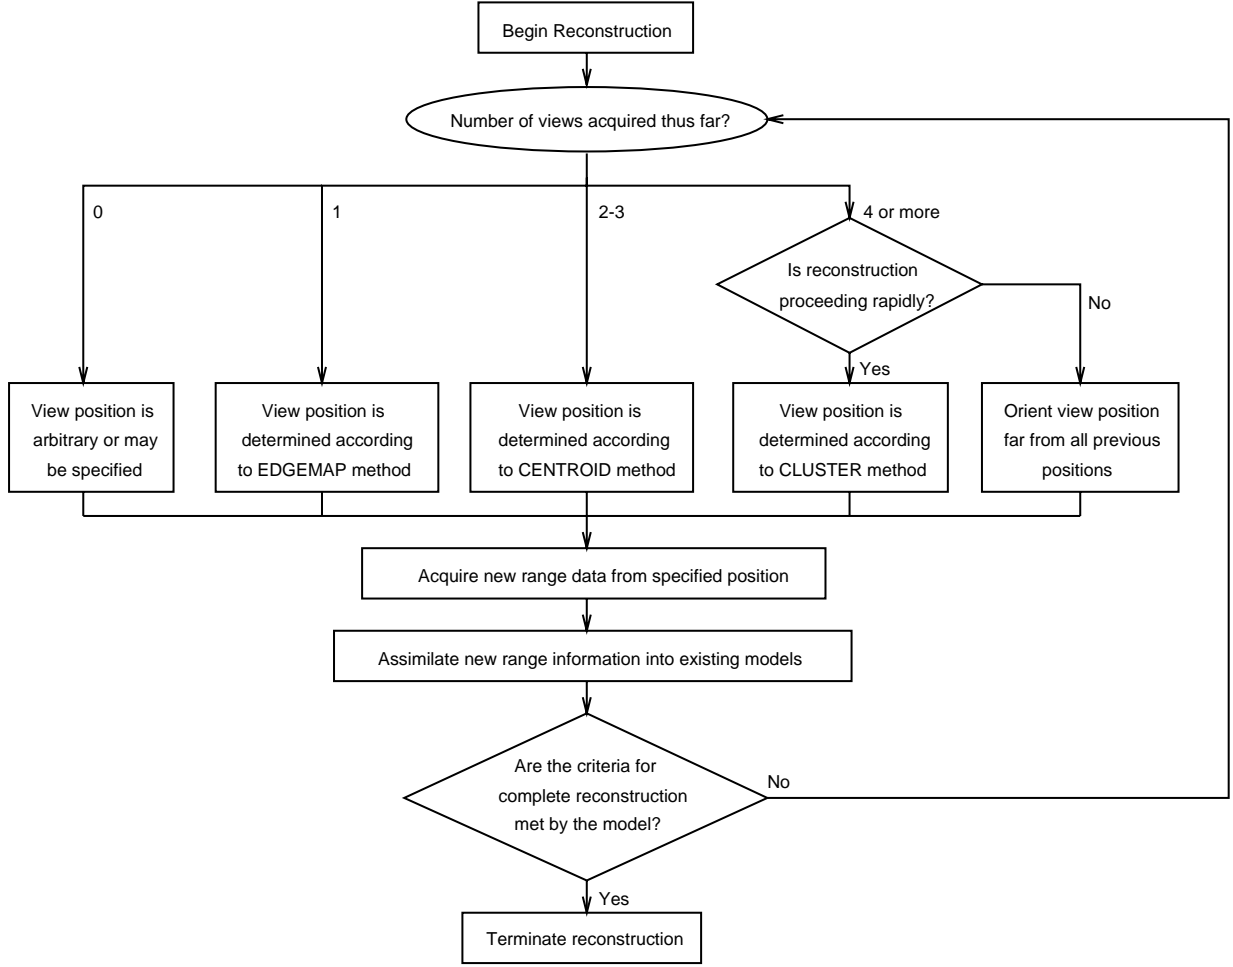 Begin Reconstruction
Number of views acquired thus far?
0
1
2-3
4 or more
Is reconstruction
proceeding rapidly?
No
Yes
View position is
arbitrary or may
be specified
View position is
determined according
to EDGEMAP method
View position is
determined according
to CENTROID method
View position is
determined according
to CLUSTER method
Orient view position
far from all previous
positions
Acquire new range data from specified position
Assimilate new range information into existing models
Are the criteria for
complete reconstruction
met by the model?
No
Yes
Terminate reconstruction